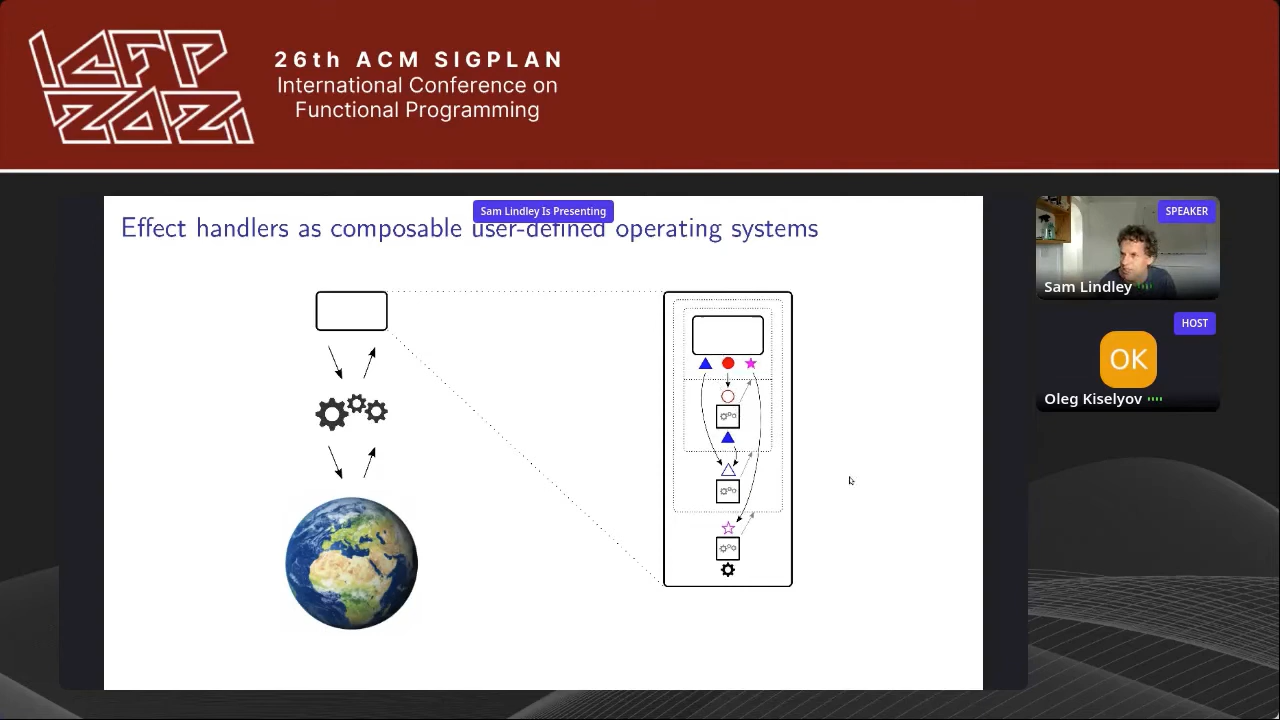 ICFP
2021
26th ACM SIGPLAN
International Conference on
Functional Programming
Sam Lindley Is Presenting
Effect handlers as composable user-defined operating systems
SPEAKER
Sam Lindley
HOST
OK
Oleg Kiselyov